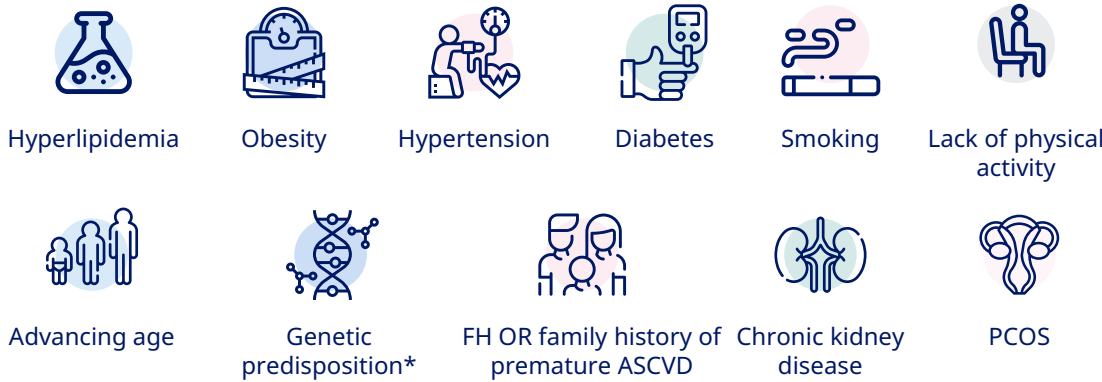 Hyperlipidemia
Obesity
Hypertension
Diabetes
Smoking
Lack of physical
activity
Advancing age
Genetic
predisposition*
FH OR family history of
premature ASCVD
Chronic kidney
disease
PCOS